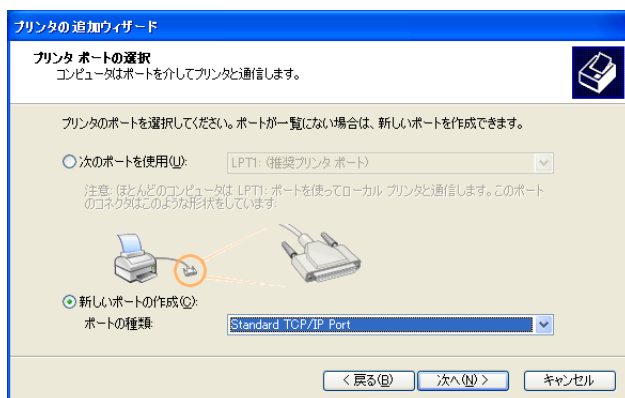 プリンタの追加ウィザード
プリンタ ポートの選択
コンピュータはポートを介してプリンタと通信します。
プリンタのポートを選択してください。ポートが一覧にない場合は、新しいポートを作成できます。
次のポートを使用(U):
LPT1: (推奨プリンタ ポート)
注意: ほとんどのコンピュータは LPT1: ポートを使ってローカル プリンタと通信します。このポート
のコネクタはこのような形状をしています:
新しいポートの作成(C):
ポートの種類:
Standard TCP/IP Port
< 戻る(B)
次へ(N) >
キャンセル